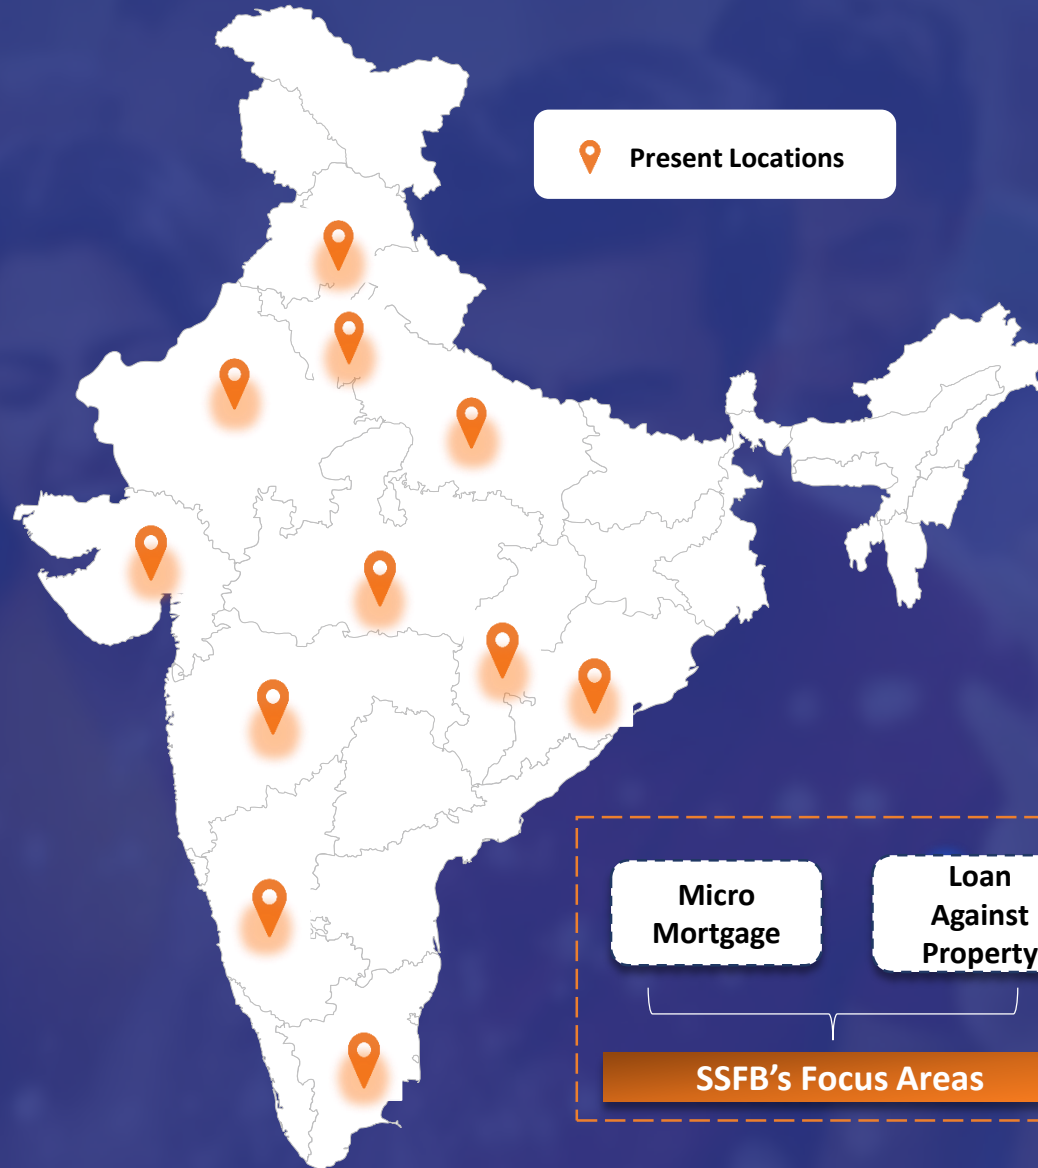 Present Locations
Micro
Mortgage
Loan
Against
Property
SSFB’s Focus Areas